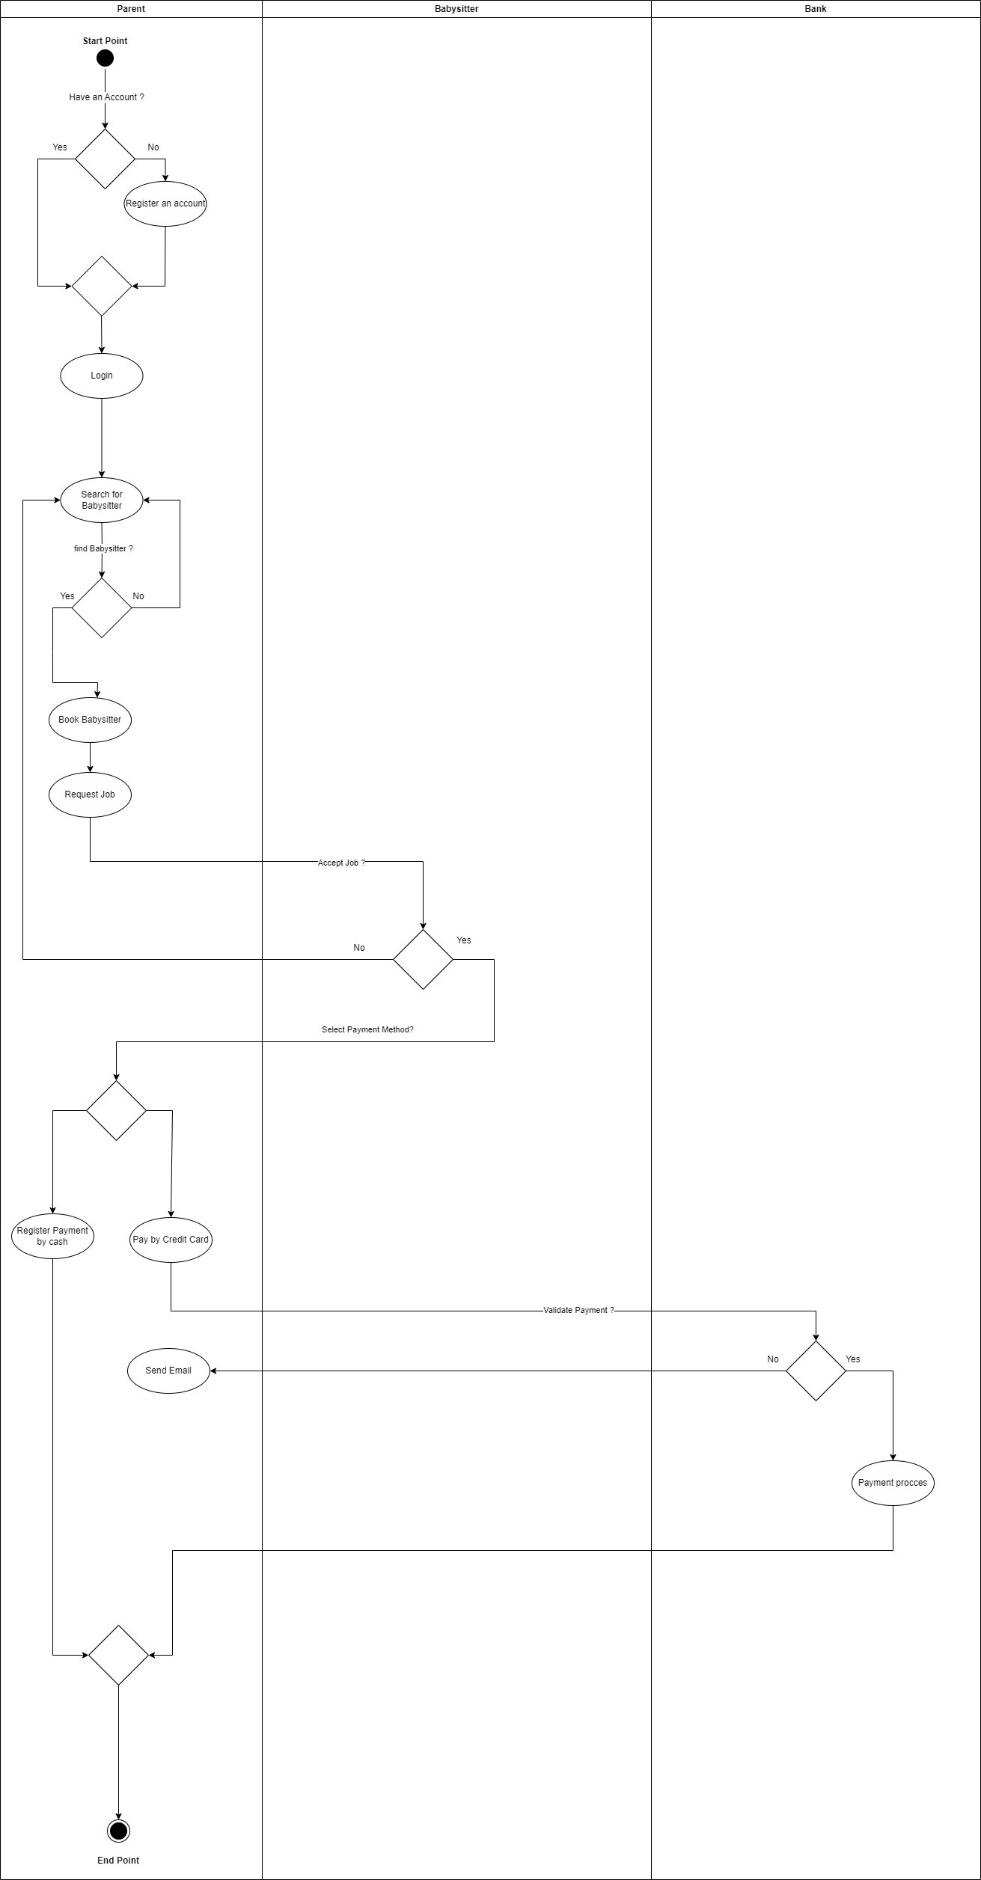 Parent
Babysitter
Bank
Start Point
Have an Account ?
Yes
No
Register an account
Login
Search for
Babysitter
find Babysitter ?
Yes
No
Book Babysitter
Request Job
Accept Job ?
No
Yes
Select Payment Method?
Register Payment
by cash
Pay by Credit Card
Validate Payment ?
No
Yes
Send Email
Payment procces
End Point